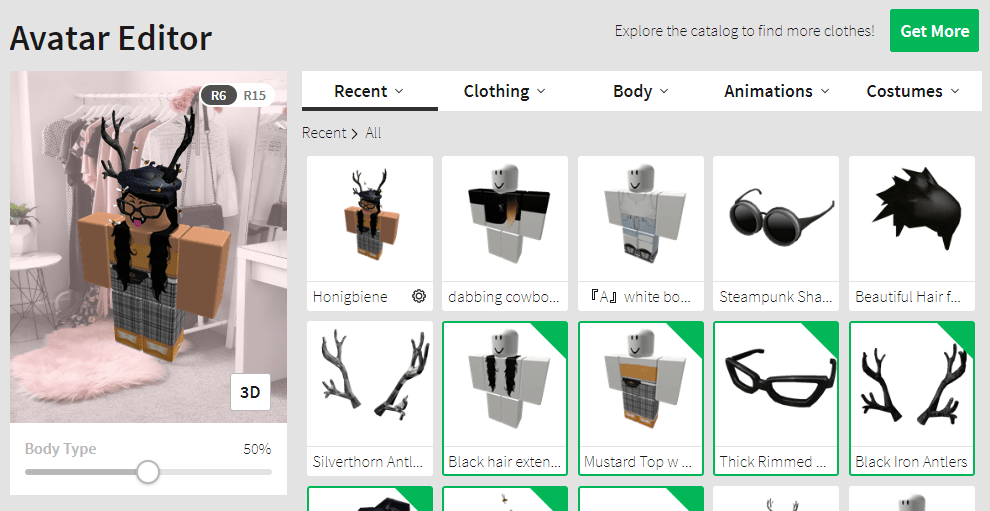 Avatar Editor
Explore the catalog to find more clothes!
Get More
R6 R15
3D
Body Type 50%
Recent Clothing Body Animations Costumes
Recent > All
Honigbiene
dabbing cowbo...
『A』 white bo...
Steampunk Sha...
Beautiful Hair f...
Silverthorn Antl...
Black hair exten...
Mustard Top w ...
Thick Rimmed ...
Black Iron Antlers